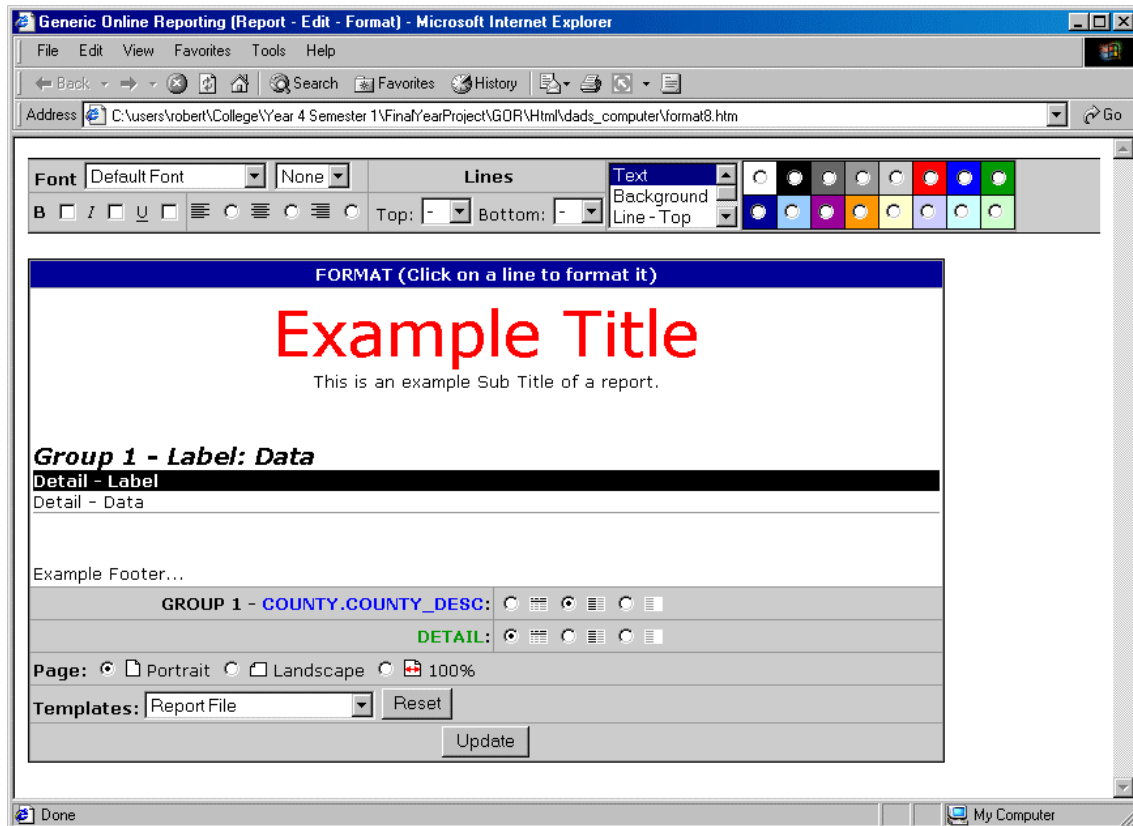 Generic Online Reporting (Report - Edit - Format) - Microsoft Internet Explorer
File Edit View Favorites Tools Help
Back Search Favorites History
Address C:\users\robert\College\Year 4 Semester 1\FinalYearProject\GOR\Html\dads_computer\format8.htm Go
Font Default Font None Lines Text
Background
B I U Top: - Bottom: - Line - Top
FORMAT (Click on a line to format it)
Example Title
This is an example Sub Title of a report.
Group 1 - Label: Data
Detail - Label
Detail - Data
Example Footer...
GROUP 1 - COUNTY.COUNTY_DESC:
DETAIL:
Page: Portrait Landscape 100%
Templates: Report File Reset
Update
Done My Computer